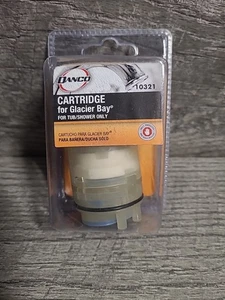 DANCO
10321
CARTRIDGE
for Glacier Bay®
FOR TUB/SHOWER ONLY
CARTUCHO PARA GLACIER BAY®
PARA BAÑERA/DUCHA SOLO